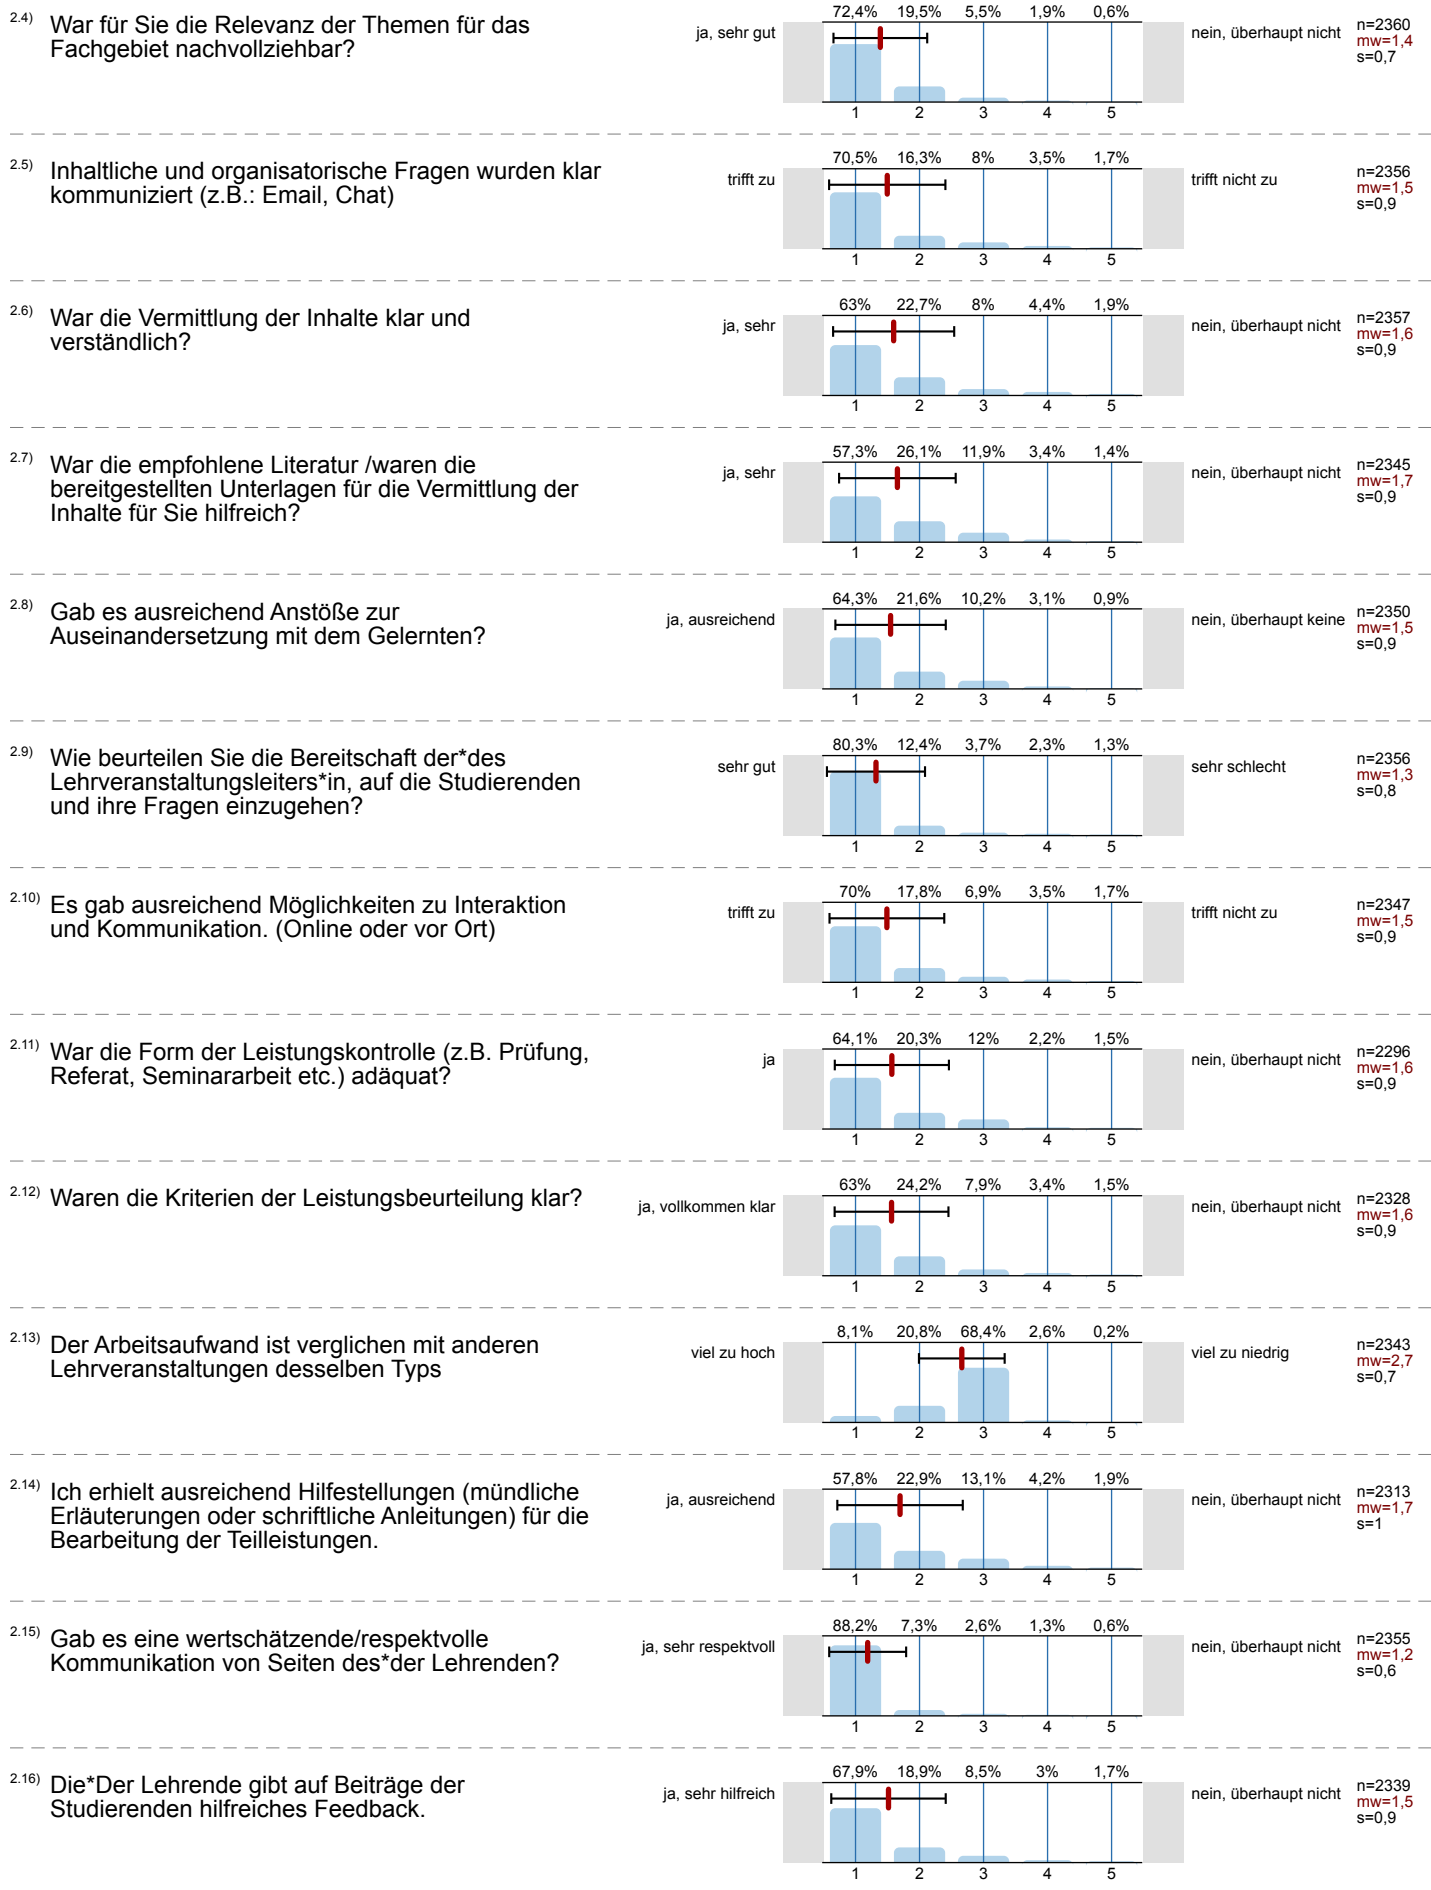 2.4) War für Sie die Relevanz der Themen für das
Fachgebiet nachvollziehbar?
ja, sehr gut
72,4% 19,5% 5,5% 1,9% 0,6%
1 2 3 4 5
nein, überhaupt nicht
n=2360
mw=1,4
s=0,7
2.5) Inhaltliche und organisatorische Fragen wurden klar
kommuniziert (z.B.: Email, Chat)
trifft zu
70,5% 16,3% 8% 3,5% 1,7%
1 2 3 4 5
trifft nicht zu
n=2356
mw=1,5
s=0,9
2.6) War die Vermittlung der Inhalte klar und
verständlich?
ja, sehr
63% 22,7% 8% 4,4% 1,9%
1 2 3 4 5
nein, überhaupt nicht
n=2357
mw=1,6
s=0,9
2.7) War die empfohlene Literatur /waren die
bereitgestellten Unterlagen für die Vermittlung der
Inhalte für Sie hilfreich?
ja, sehr
57,3% 26,1% 11,9% 3,4% 1,4%
1 2 3 4 5
nein, überhaupt nicht
n=2345
mw=1,7
s=0,9
2.8) Gab es ausreichend Anstöße zur
Auseinandersetzung mit dem Gelernten?
ja, ausreichend
64,3% 21,6% 10,2% 3,1% 0,9%
1 2 3 4 5
nein, überhaupt keine
n=2350
mw=1,5
s=0,9
2.9) Wie beurteilen Sie die Bereitschaft der*des
Lehrveranstaltungsleiters*in, auf die Studierenden
und ihre Fragen einzugehen?
sehr gut
80,3% 12,4% 3,7% 2,3% 1,3%
1 2 3 4 5
sehr schlecht
n=2356
mw=1,3
s=0,8
2.10) Es gab ausreichend Möglichkeiten zu Interaktion
und Kommunikation. (Online oder vor Ort)
trifft zu
70% 17,8% 6,9% 3,5% 1,7%
1 2 3 4 5
trifft nicht zu
n=2347
mw=1,5
s=0,9
2.11) War die Form der Leistungskontrolle (z.B. Prüfung,
Referat, Seminararbeit etc.) adäquat?
ja
64,1% 20,3% 12% 2,2% 1,5%
1 2 3 4 5
nein, überhaupt nicht
n=2296
mw=1,6
s=0,9
2.12) Waren die Kriterien der Leistungsbeurteilung klar?
ja, vollkommen klar
63% 24,2% 7,9% 3,4% 1,5%
1 2 3 4 5
nein, überhaupt nicht
n=2328
mw=1,6
s=0,9
2.13) Der Arbeitsaufwand ist verglichen mit anderen
Lehrveranstaltungen desselben Typs
viel zu hoch
8,1% 20,8% 68,4% 2,6% 0,2%
1 2 3 4 5
viel zu niedrig
n=2343
mw=2,7
s=0,7
2.14) Ich erhielt ausreichend Hilfestellungen (mündliche
Erläuterungen oder schriftliche Anleitungen) für die
Bearbeitung der Teilleistungen.
ja, ausreichend
57,8% 22,9% 13,1% 4,2% 1,9%
1 2 3 4 5
nein, überhaupt nicht
n=2313
mw=1,7
s=1
2.15) Gab es eine wertschätzende/respektvolle
Kommunikation von Seiten des*der Lehrenden?
ja, sehr respektvoll
88,2% 7,3% 2,6% 1,3% 0,6%
1 2 3 4 5
nein, überhaupt nicht
n=2355
mw=1,2
s=0,6
2.16) Die*Der Lehrende gibt auf Beiträge der
Studierenden hilfreiches Feedback.
ja, sehr hilfreich
67,9% 18,9% 8,5% 3% 1,7%
1 2 3 4 5
nein, überhaupt nicht
n=2339
mw=1,5
s=0,9